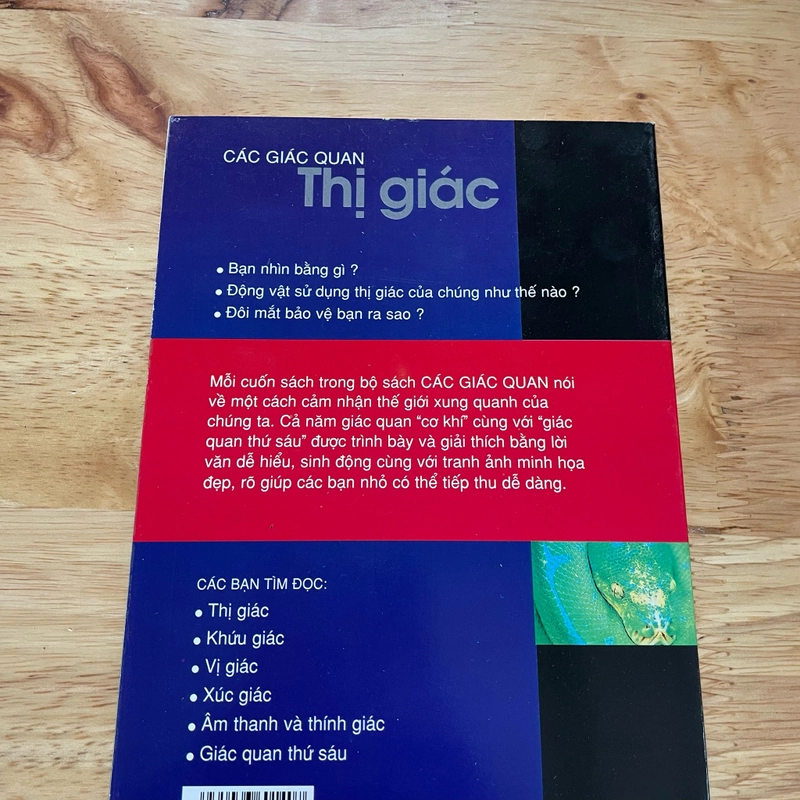 CÁC GIÁC QUAN
Thị giác
• Bạn nhìn bằng gì ?
• Động vật sử dụng thị giác của chúng như thế nào ?
• Đôi mắt bảo vệ bạn ra sao ?
Mỗi cuốn sách trong bộ sách CÁC GIÁC QUAN nói
về một cách cảm nhận thế giới xung quanh của
chúng ta. Cả năm giác quan “cơ khí” cùng với “giác
quan thứ sáu” được trình bày và giải thích bằng lời
văn dễ hiểu, sinh động cùng với tranh ảnh minh họa
đẹp, rõ giúp các bạn nhỏ có thể tiếp thu dễ dàng.
CÁC BẠN TÌM ĐỌC:
• Thị giác
• Khứu giác
• Vị giác
• Xúc giác
• Âm thanh và thính giác
• Giác quan thứ sáu